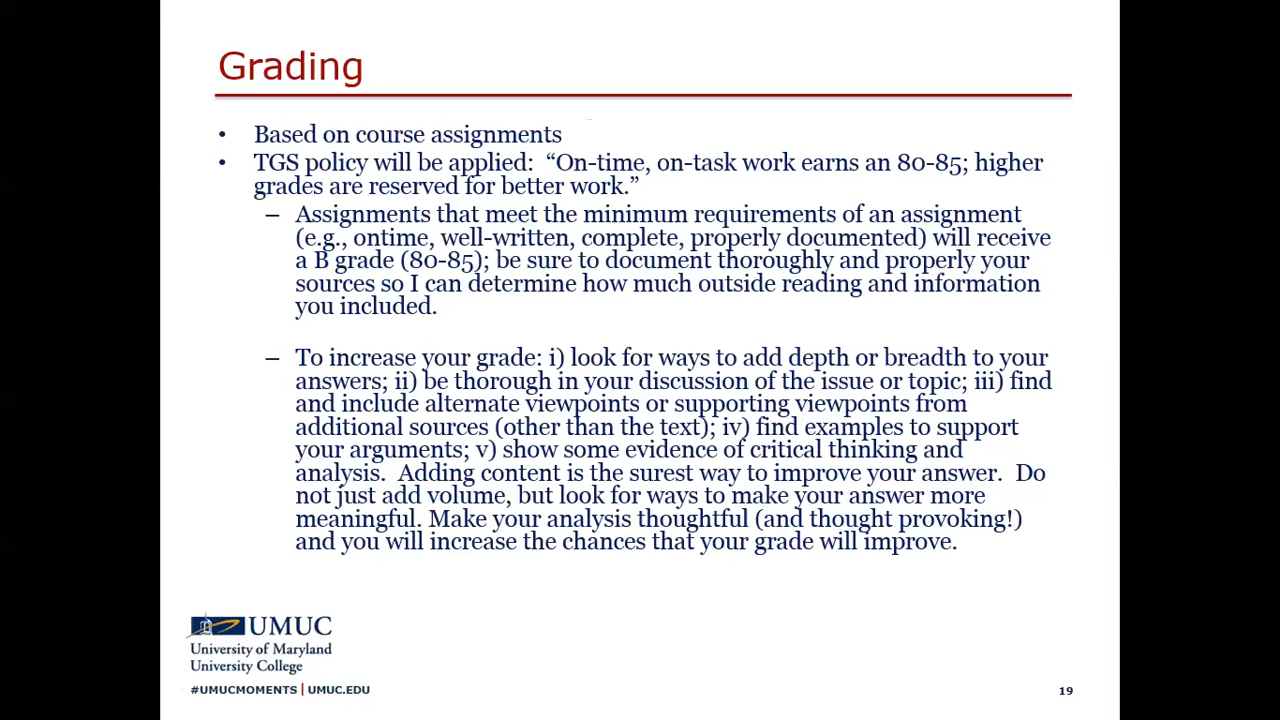 Grading
• Based on course assignments
• TGS policy will be applied: “On-time, on-task work earns an 80-85; higher
grades are reserved for better work.”
– Assignments that meet the minimum requirements of an assignment
(e.g., ontime, well-written, complete, properly documented) will receive
a B grade (80-85); be sure to document thoroughly and properly your
sources so I can determine how much outside reading and information
you included.
– To increase your grade: i) look for ways to add depth or breadth to your
answers; ii) be thorough in your discussion of the issue or topic; iii) find
and include alternate viewpoints or supporting viewpoints from
additional sources (other than the text); iv) find examples to support
your arguments; v) show some evidence of critical thinking and
analysis. Adding content is the surest way to improve your answer. Do
not just add volume, but look for ways to make your answer more
meaningful. Make your analysis thoughtful (and thought provoking!)
and you will increase the chances that your grade will improve.
UMUC
University of Maryland
University College
#UMUCMOMENTS | UMUC.EDU
19